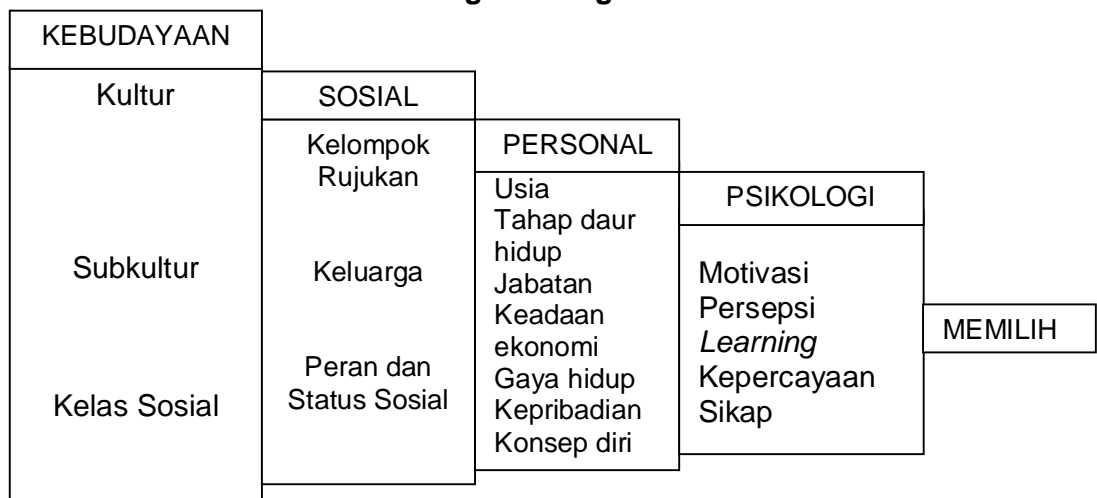 KEBUDAYAAN
Kultur
Subkultur
Kelas Sosial
SOSIAL
Kelompok
Rujukan
Keluarga
Peran dan
Status Sosial
PERSONAL
Usia
Tahap daur
hidup
Jabatan
Keadaan
ekonomi
Gaya hidup
Kepribadian
Konsep diri
PSIKOLOGI
Motivasi
Persepsi
Learning
Kepercayaan
Sikap
MEMILIH